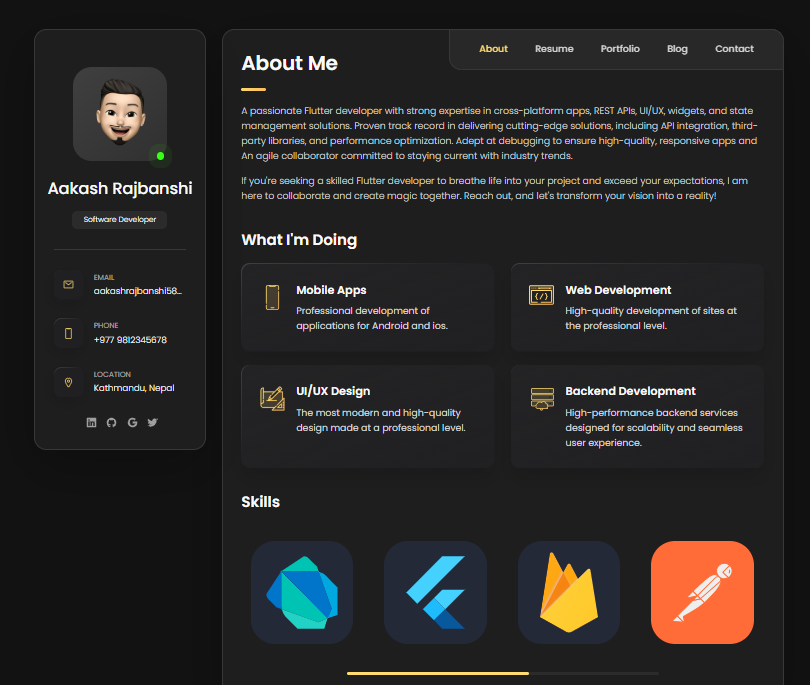 Aakash Rajbanshi
Software Developer
EMAIL
aakashrajbanshi58...
PHONE
+977 9812345678
LOCATION
Kathmandu, Nepal
About
Resume
Portfolio
Blog
Contact
About Me
A passionate Flutter developer with strong expertise in cross-platform apps, REST APIs, UI/UX, widgets, and state
management solutions. Proven track record in delivering cutting-edge solutions, including API integration, third-
party libraries, and performance optimization. Adept at debugging to ensure high-quality, responsive apps and
An agile collaborator committed to staying current with industry trends.
If you're seeking a skilled Flutter developer to breathe life into your project and exceed your expectations, I am
here to collaborate and create magic together. Reach out, and let's transform your vision into a reality!
What I'm Doing
Mobile Apps
Professional development of
applications for Android and ios.
Web Development
High-quality development of sites at
the professional level.
UI/UX Design
The most modern and high-quality
design made at a professional level.
Backend Development
High-performance backend services
designed for scalability and seamless
user experience.
Skills